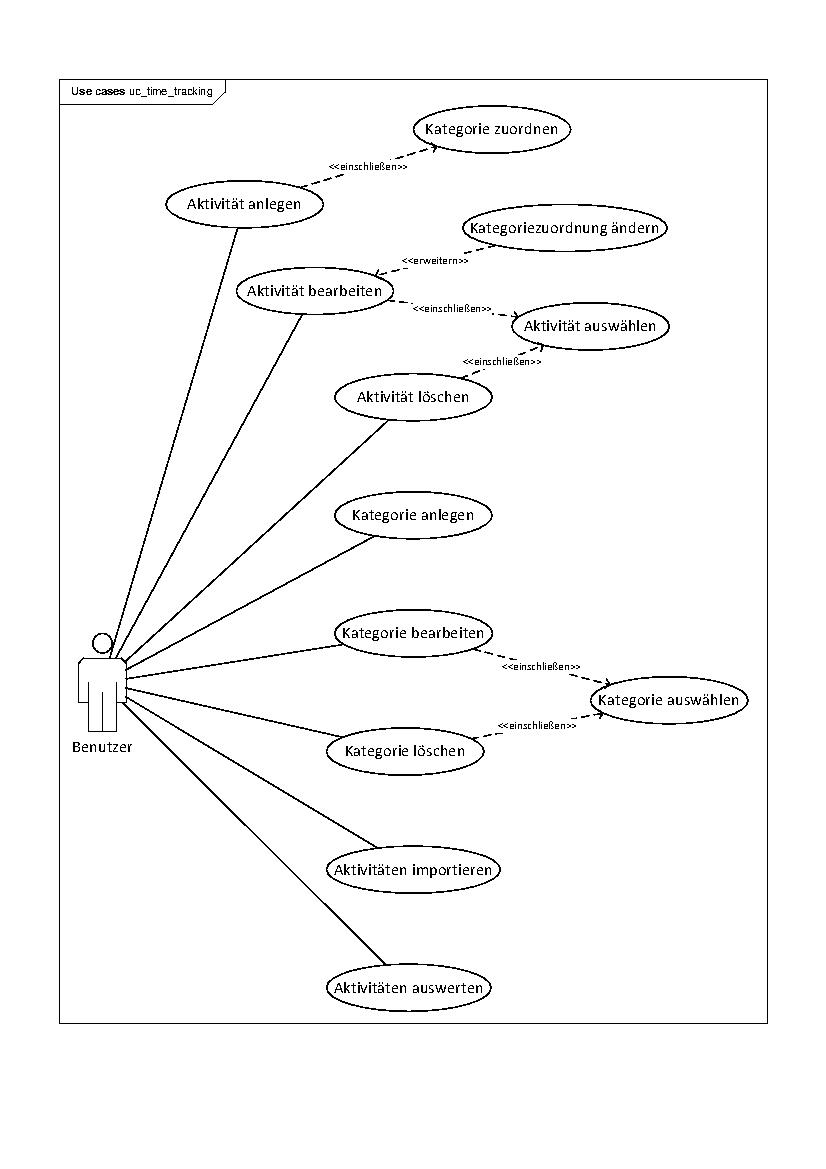 Use cases uc_time_tracking
Kategorie zuordnen
<<einschließen>>
Aktivität anlegen
Kategoriezuordnung ändern
<<erweitern>>
Aktivität bearbeiten
<<einschließen>>
Aktivität auswählen
<<einschließen>>
Aktivität löschen
Kategorie anlegen
Kategorie bearbeiten
<<einschließen>>
Kategorie auswählen
<<einschließen>>
Benutzer
Kategorie löschen
Aktivitäten importieren
Aktivitäten auswerten